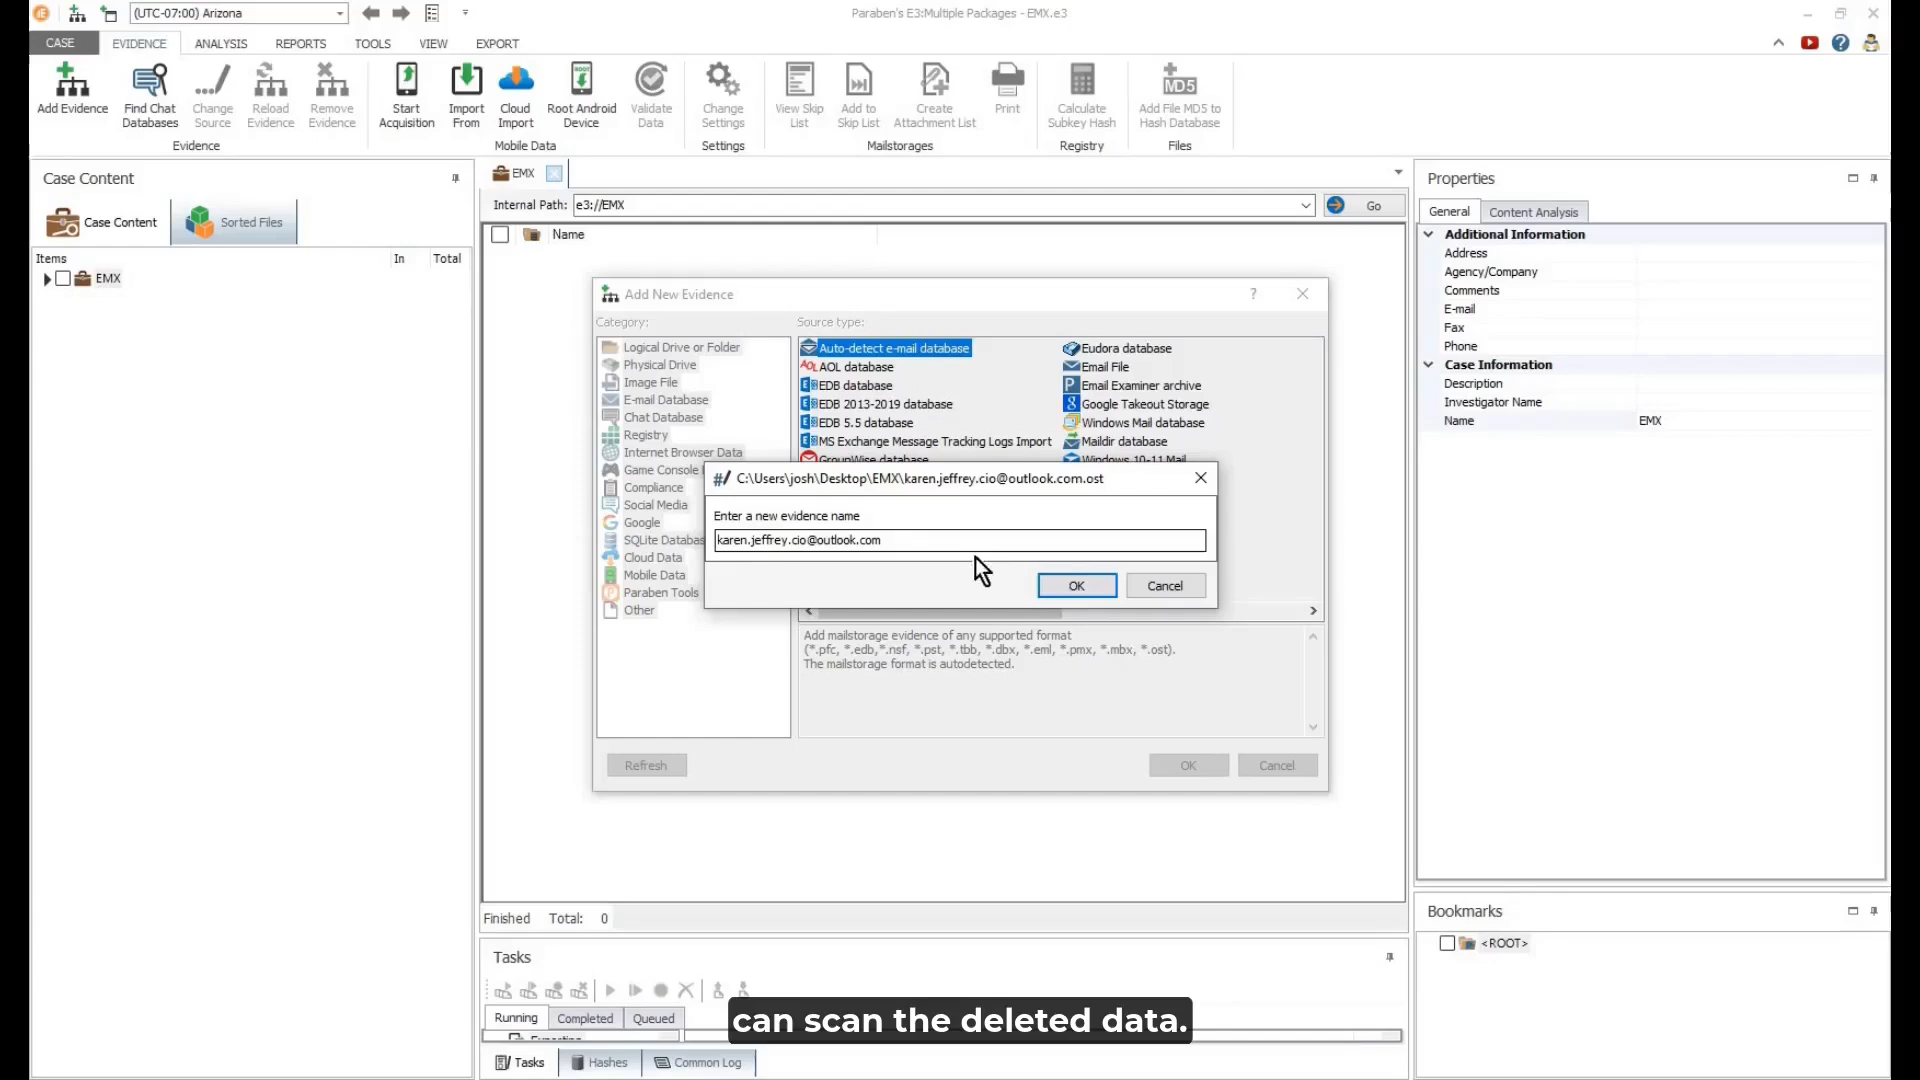 (UTC-07:00) Arizona
Paraben's E3:Multiple Packages - EMX.e3
CASE
EVIDENCE
ANALYSIS
REPORTS
TOOLS
VIEW
EXPORT
Add Evidence
Find Chat
Databases
Change
Source
Reload
Evidence
Remove
Evidence
Evidence
Start
Acquisition
Import
From
Cloud
Import
Root Android
Device
Validate
Data
Mobile Data
Change
Settings
Settings
View Skip
List
Add to
Skip List
Create
Attachment List
Print
Mailstorages
Calculate
Subkey Hash
Registry
MD5
Add File MD5 to
Hash Database
Files
Case Content
Case Content
Sorted Files
Items
In
Total
EMX
EMX
Internal Path:
e3://EMX
Go
Name
Add New Evidence
?
Category:
Logical Drive or Folder
Physical Drive
Image File
E-mail Database
Chat Database
Registry
Internet Browser Data
Game Console
Compliance
Social Media
Google
SQLite Databas
Cloud Data
Mobile Data
Paraben Tools
Other
Source type:
Auto-detect e-mail database
AOL database
EDB database
EDB 2013-2019 database
EDB 5.5 database
MS Exchange Message Tracking Logs Import
GroupWise database
Eudora database
Email File
Email Examiner archive
Google Takeout Storage
Windows Mail database
Maildir database
Windows 10-11 Mail
C:\Users\josh\Desktop\EMX\karen.jeffrey.cio@outlook.com.ost
Enter a new evidence name
karen.jeffrey.cio@outlook.com
OK
Cancel
Add mailstorage evidence of any supported format
(*.pfc, *.edb,*.nsf, *.pst, *.tbb, *.dbx, *.eml, *.pmx, *.mbx, *.ost).
The mailstorage format is autodetected.
Refresh
OK
Cancel
Finished
Total: 0
Tasks
Running
Completed
Queued
Exporting
Tasks
Hashes
Common Log
Properties
General
Content Analysis
Additional Information
Address
Agency/Company
Comments
E-mail
Fax
Phone
Case Information
Description
Investigator Name
Name
EMX
Bookmarks
<ROOT>
can scan the deleted data.